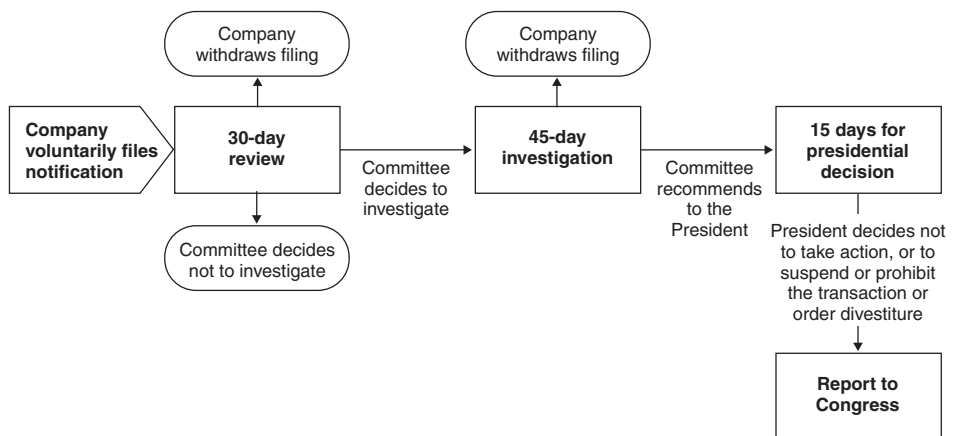 Company
withdraws filing
Company
withdraws filing
Company
voluntarily files
notification
30-day
review
Committee
decides to
investigate
45-day
investigation
Committee
recommends
to the
President
15 days for
presidential
decision
Committee decides
not to investigate
President decides not
to take action, or to
suspend or prohibit
the transaction or
order divestiture
Report to
Congress